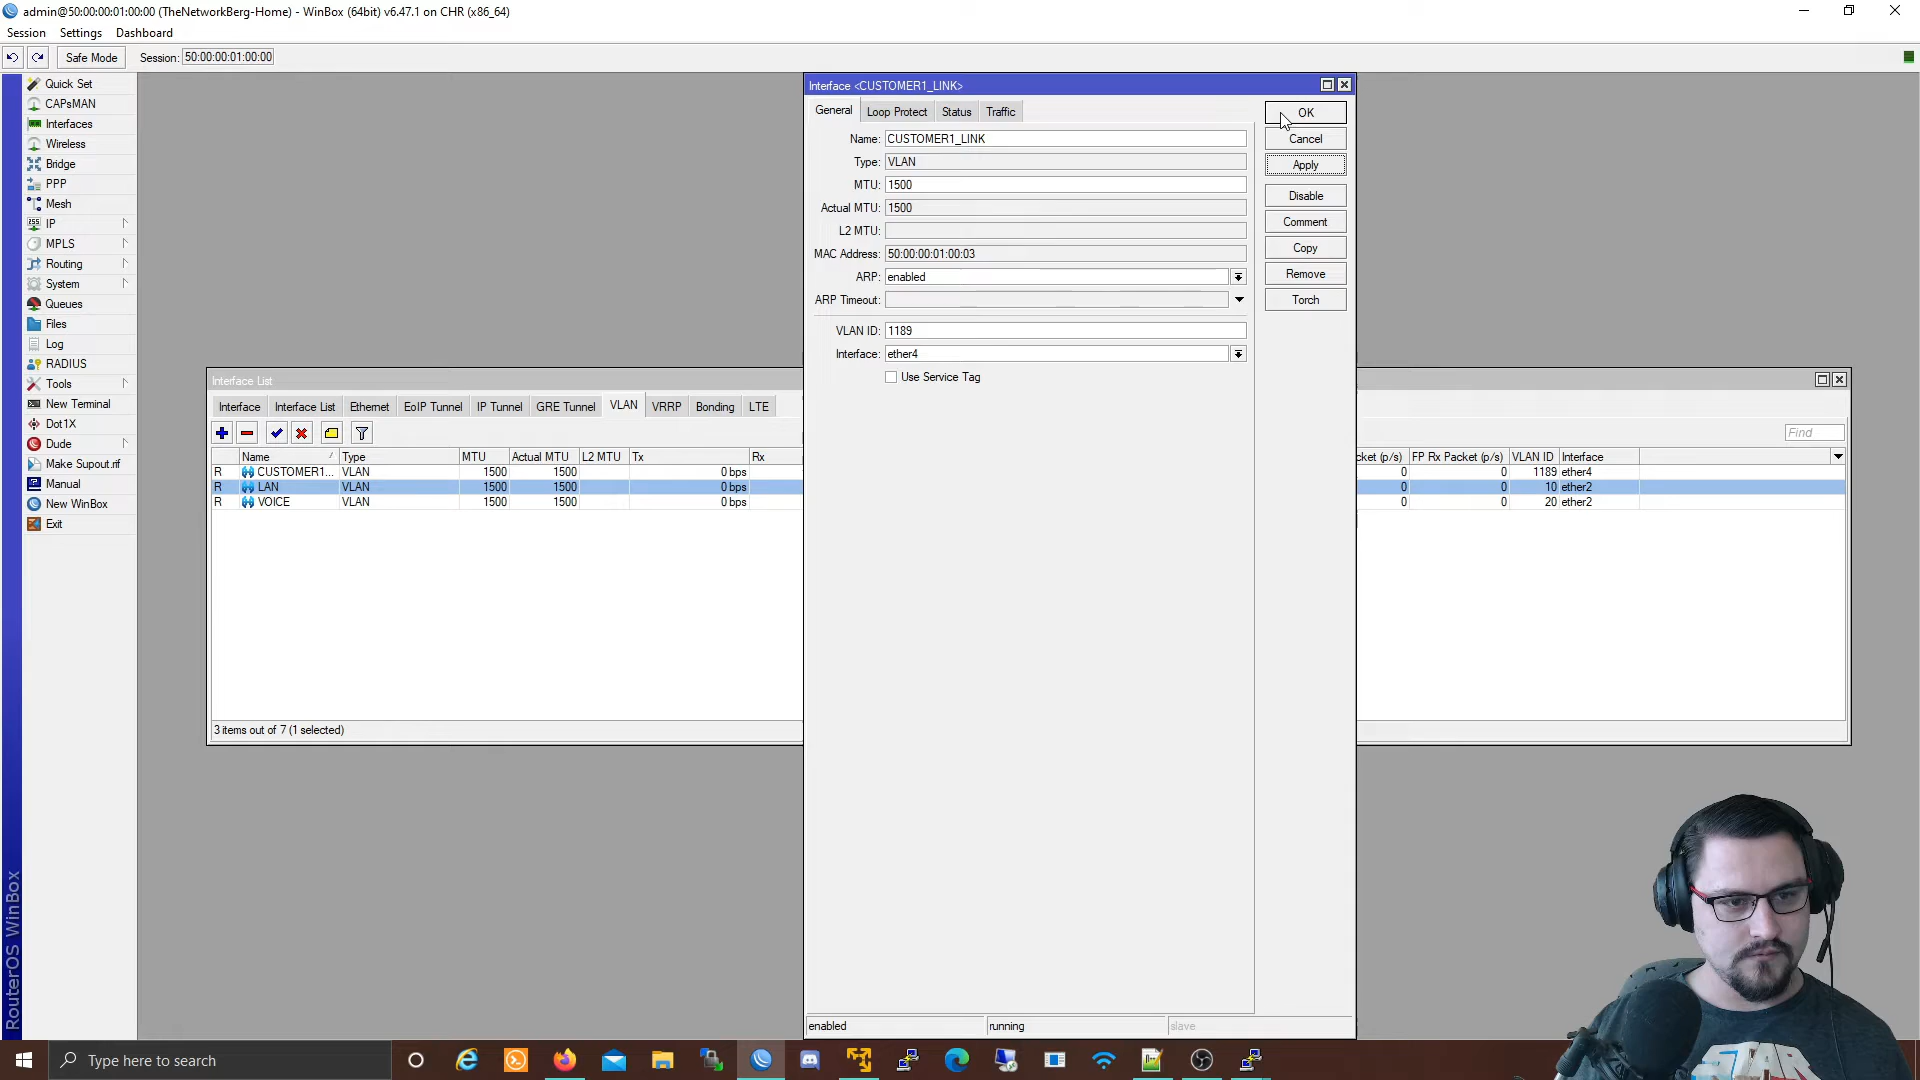 admin@50:00:00:01:00:00 (TheNetworkBerg-Home) - WinBox (64bit) v6.47.1 on CHR (x86_64)
Session Settings Dashboard
Safe Mode Session: 50:00:00:01:00:00
Quick Set
CAPsMAN
Interfaces
Wireless
Bridge
PPP
Mesh
IP
MPLS
Routing
System
Queues
Files
Log
RADIUS
Tools
New Terminal
Dot1X
Dude
Make Supout.rif
Manual
New WinBox
Exit
RouterOS WinBox
Interface <CUSTOMER1_LINK>
General Loop Protect Status Traffic
Name: CUSTOMER1_LINK
Type: VLAN
MTU: 1500
Actual MTU: 1500
L2 MTU:
MAC Address: 50:00:00:01:00:03
ARP: enabled
ARP Timeout:
VLAN ID: 1189
Interface: ether4
Use Service Tag
OK
Cancel
Apply
Disable
Comment
Copy
Remove
Torch
enabled running slave
Interface List
Interface Interface List Ethernet EoIP Tunnel IP Tunnel GRE Tunnel VLAN VRRP Bonding LTE
Find
Name Type MTU Actual MTU L2 MTU Tx Rx cket (p/s) FP Rx Packet (p/s) VLAN ID Interface
R CUSTOMER1... VLAN 1500 1500 0 bps 0 0 1189 ether4
R LAN VLAN 1500 1500 0 bps 0 0 10 ether2
R VOICE VLAN 1500 1500 0 bps 0 0 20 ether2
3 items out of 7 (1 selected)
Type here to search